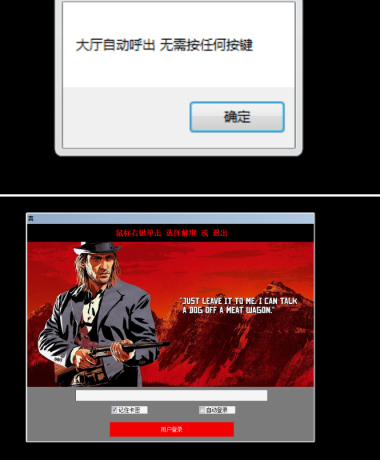 大厅自动呼出 无需按任何按键
确定
鼠标右键单击 选择解绑 或 退出
"JUST LEAVE IT TO ME, I CAN TALK
A DOG OFF A MEAT WAGON."
记住卡密
自动登录
用户登录